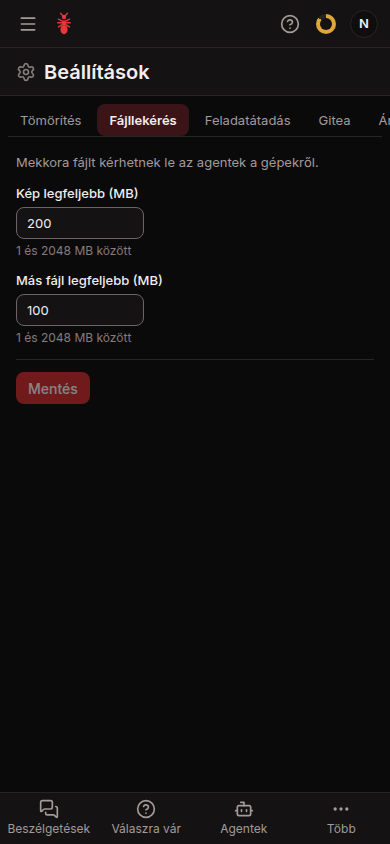 N
Beállítások
Tömörítés Fájllekérés Feladatátadás Gitea
Mekkora fájlt kérhetnek le az agentek a gépekről.
Kép legfeljebb (MB)
200
1 és 2048 MB között
Más fájl legfeljebb (MB)
100
1 és 2048 MB között
Mentés
Beszélgetések Válaszra vár Agentek Több